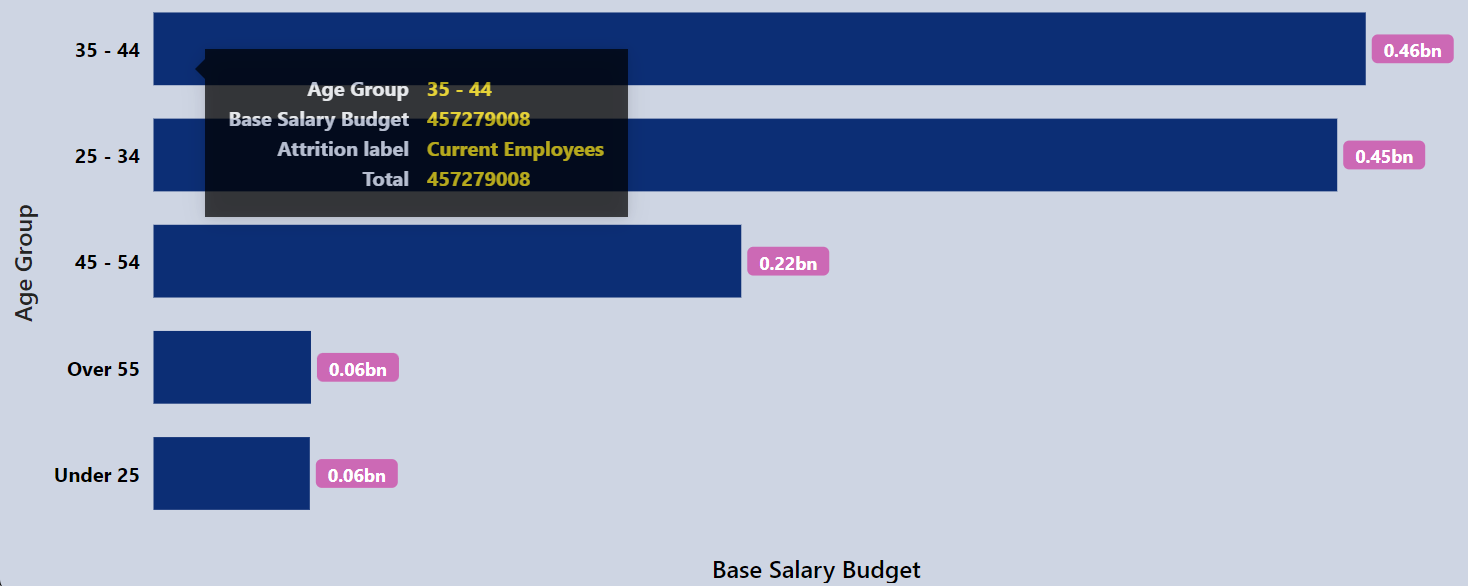 35 - 44 0.46bn
Age Group 35 - 44
Base Salary Budget 457279008
Attrition label Current Employees
Total 457279008
25 - 34 0.45bn
45 - 54 0.22bn
Over 55 0.06bn
Under 25 0.06bn
Age Group
Base Salary Budget